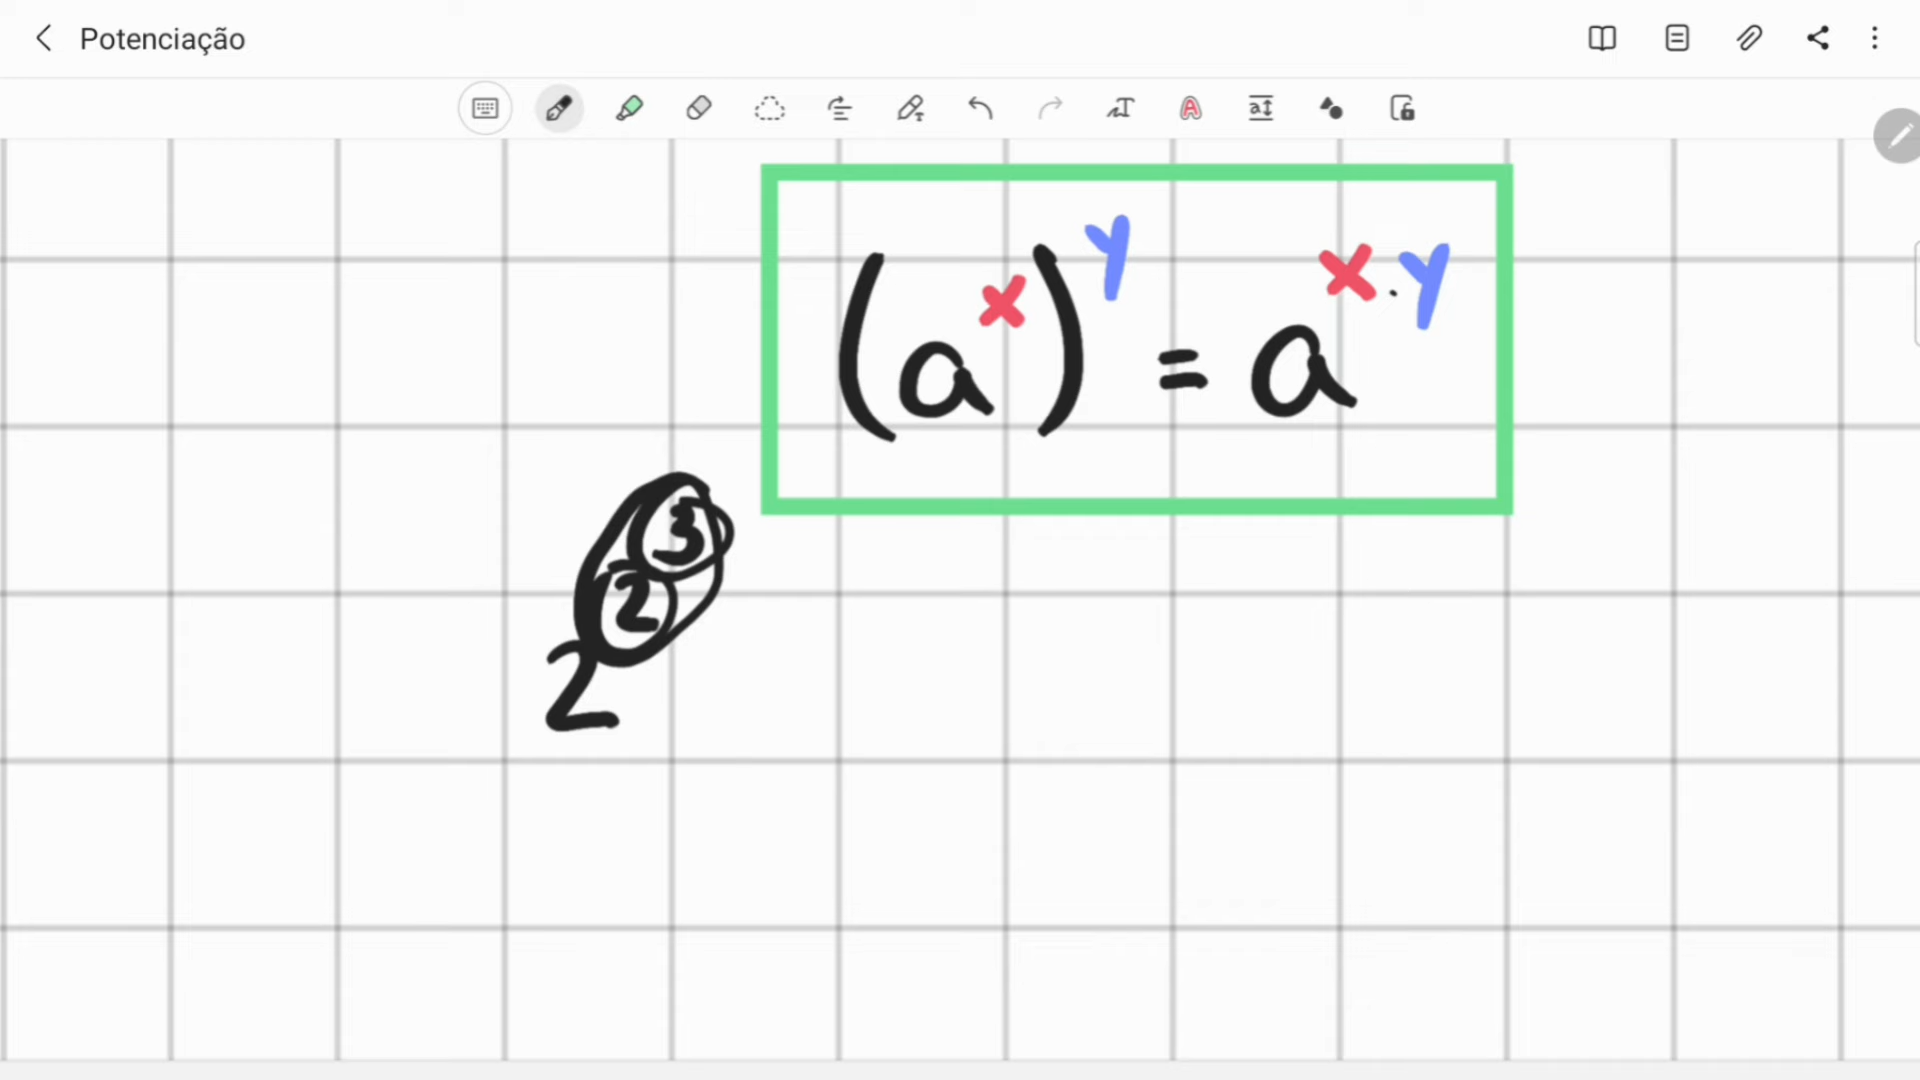 Potenciação
(a^x)^y = a^x·y
2^2^3